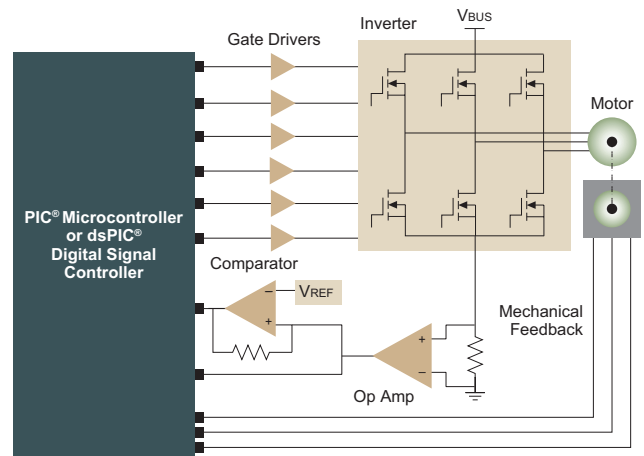 Gate Drivers
Inverter
VBUS
Motor
PIC® Microcontroller
or dsPIC®
Digital Signal
Controller
Comparator
–
VREF
+
Mechanical
Feedback
+
–
Op Amp